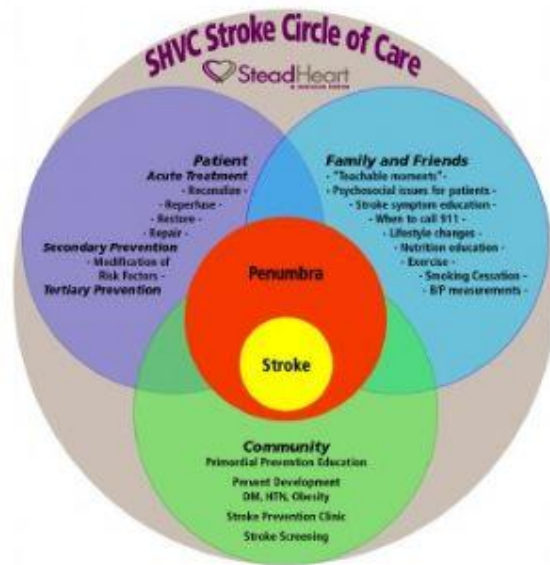 SHVC Stroke Circle of Care
SteadHeart
Patient
Acute Treatment
- Recanalize -
- Reperfuse -
- Restore -
- Repair -
Secondary Prevention
- Modification of
Risk Factors -
Tertiary Prevention
Family and Friends
- "Teachable moments" -
- Psychosocial issues for patients -
- Stroke symptom education -
- When to call 911 -
- Lifestyle changes -
- Nutrition education -
- Exercise -
- Smoking Cessation -
- B/P measurements -
Penumbra
Stroke
Community
Primordial Prevention Education
Prevent Development
DM, HTN, Obesity
Stroke Prevention Clinic
Stroke Screening